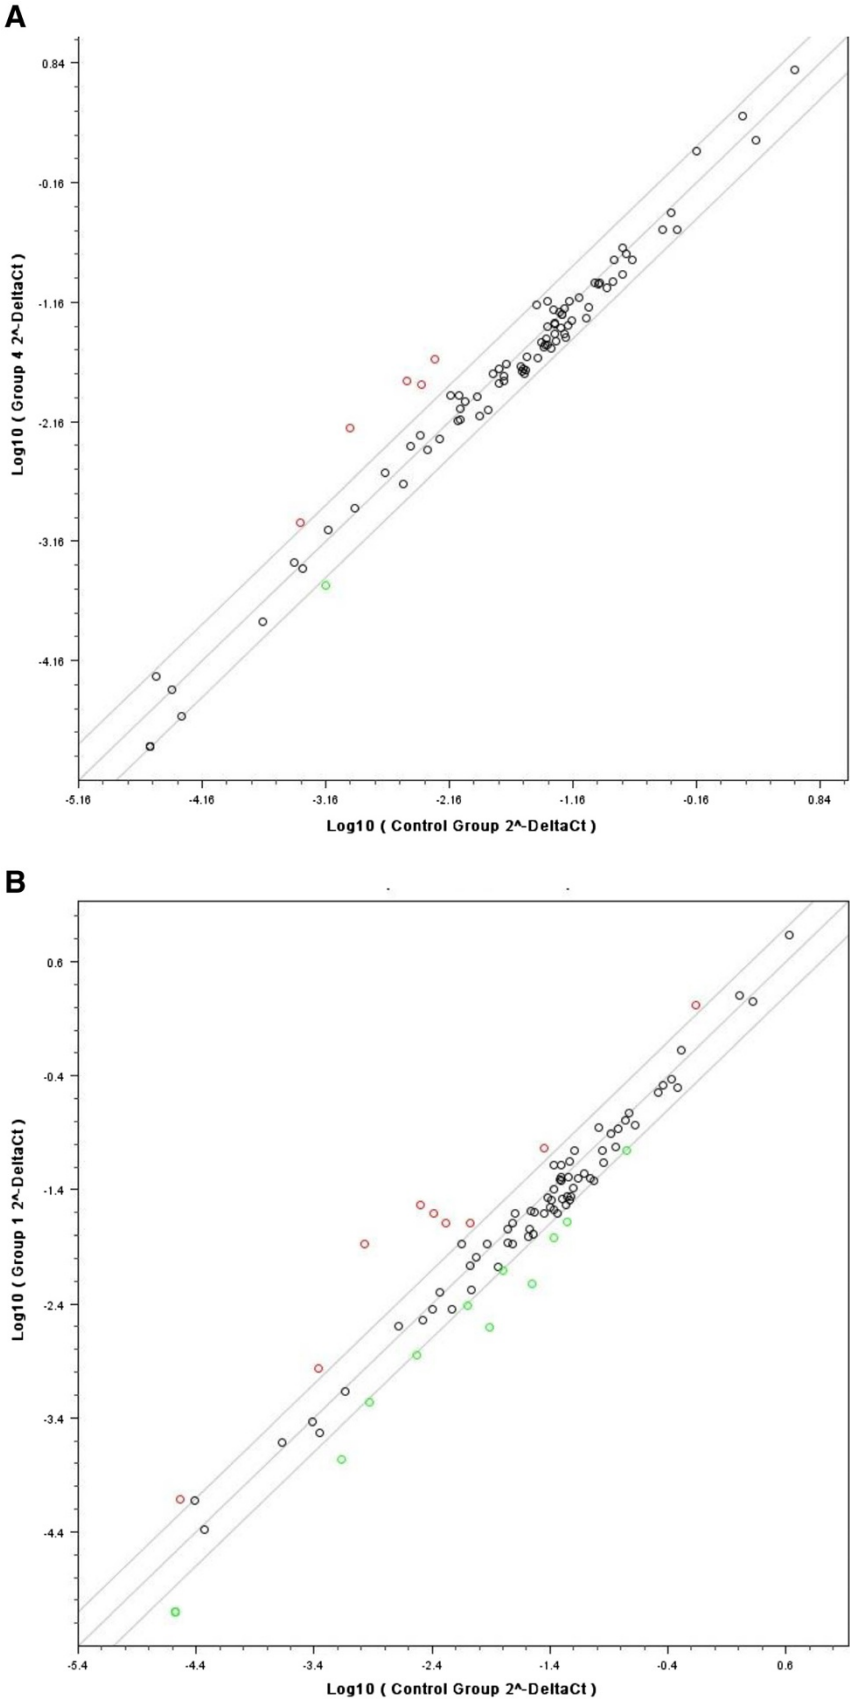 A
0.84
-0.16
-1.16
-2.16
-3.16
-4.16
Log10 ( Group 4 2^-DeltaCt )
-5.16 -4.16 -3.16 -2.16 -1.16 -0.16 0.84
Log10 ( Control Group 2^-DeltaCt )
B
0.6
-0.4
-1.4
-2.4
-3.4
-4.4
Log10 ( Group 1 2^-DeltaCt )
-5.4 -4.4 -3.4 -2.4 -1.4 -0.4 0.6
Log10 ( Control Group 2^-DeltaCt )